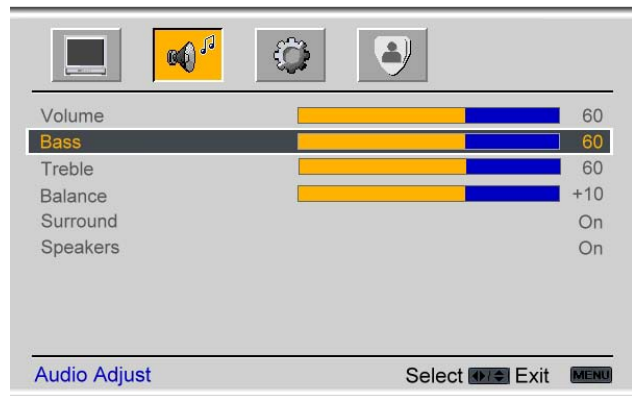 Volume 60
Bass 60
Treble 60
Balance +10
Surround On
Speakers On
Audio Adjust Select Exit MENU